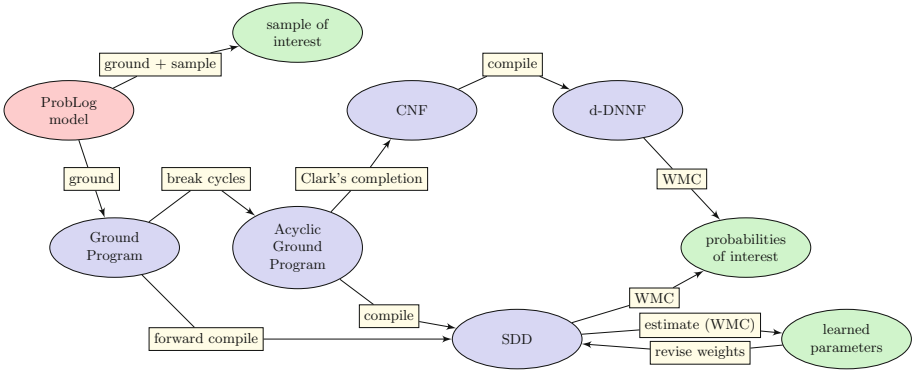 sample of
interest
ground + sample
compile
ProbLog
model
CNF
d-DNNF
ground
break cycles
Clark's completion
WMC
Ground
Program
Acyclic
Ground
Program
probabilities
of interest
WMC
compile
estimate (WMC)
forward compile
SDD
learned
parameters
revise weights